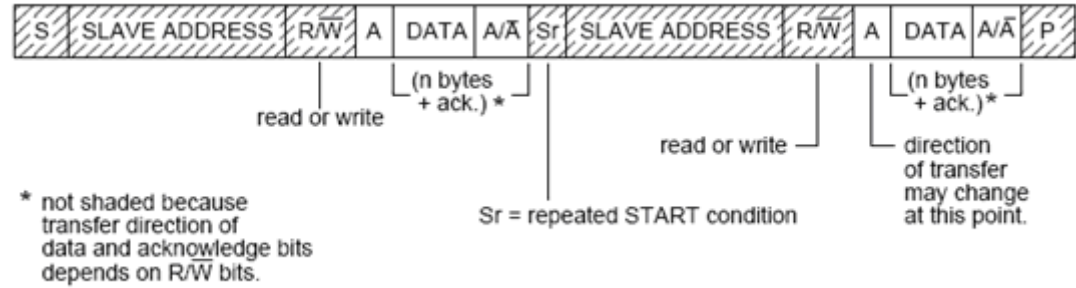 S SLAVE ADDRESS R/W̅ A DATA A/A̅ Sr SLAVE ADDRESS R/W̅ A DATA A/A̅ P
(n bytes + ack.) *
(n bytes + ack.) *
read or write
read or write
direction
of transfer
may change
at this point.
* not shaded because
transfer direction of
data and acknowledge bits
depends on R/W̅ bits.
Sr = repeated START condition